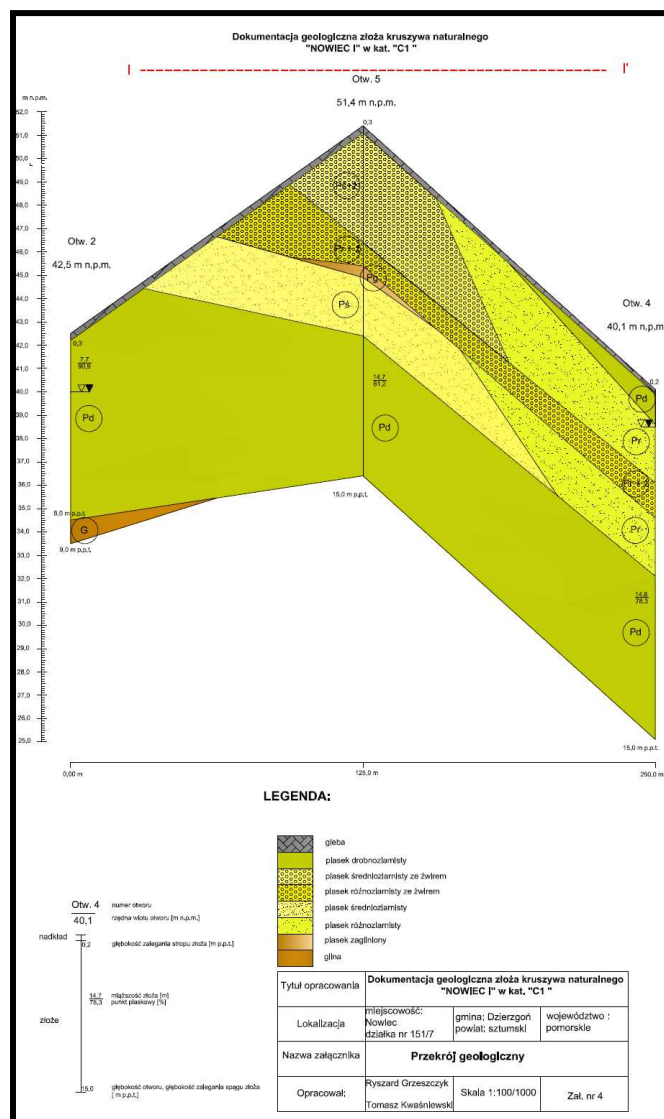 Dokumentacja geologiczna złoża kruszywa naturalnego
"NOWIEC I" w kat. "C1 "
I I'
Otw. 5
51,4 m n.p.m.
m n.p.m.
52,0
51,0
49,0
48,0
47,0
46,0
45,0
44,0
43,0
42,0
41,0
40,0
39,0
38,0
37,0
36,0
35,0
34,0
33,0
32,0
31,0
30,0
29,0
28,0
27,0
26,0
25,0
0,3
Pś+ż
Otw. 2
42,5 m n.p.m.
Pr + ż
Pg
Pś
Otw. 4
40,1 m n.p.m.
0,3
7,7
90,9
14,7
61,2
0,2
Pd
Pd
Pd
Pr
Pr + ż
15,0 m p.p.t.
8,0 m p.p.t.
G
9,0 m p.p.t.
Pr
14,8
78,3
Pd
15,0 m p.p.t.
0,00 m
125,0 m
250,0 m
LEGENDA:
gleba
piasek drobnoziarnisty
piasek średnioziarnisty ze żwirem
piasek różnoziarnisty ze żwirem
piasek średnioziarnisty
piasek różnoziarnisty
piasek zagliniony
glina
Otw. 4 numer otworu
40,1 rzędna wlotu otworu [m n.p.m.]
nadkład
0,2 głębokość zalegania stropu złoża [m p.p.t.]
14,7 miąższość złoża [m]
78,3 punkt piaskowy [%]
złoże
15,0 głębokość otworu, głębokość zalegania spągu złoża
[ m p.p.t.]
Tytuł opracowania
Dokumentacja geologiczna złoża kruszywa naturalnego
"NOWIEC I" w kat. "C1 "
Lokalizacja
miejscowość:
Nowiec
działka nr 151/7
gmina: Dzierzgoń
powiat: sztumski
województwo :
pomorskie
Nazwa załącznika
Przekrój geologiczny
Opracował:
Ryszard Grzeszczyk
Tomasz Kwaśniewski
Skala 1:100/1000
Zał. nr 4